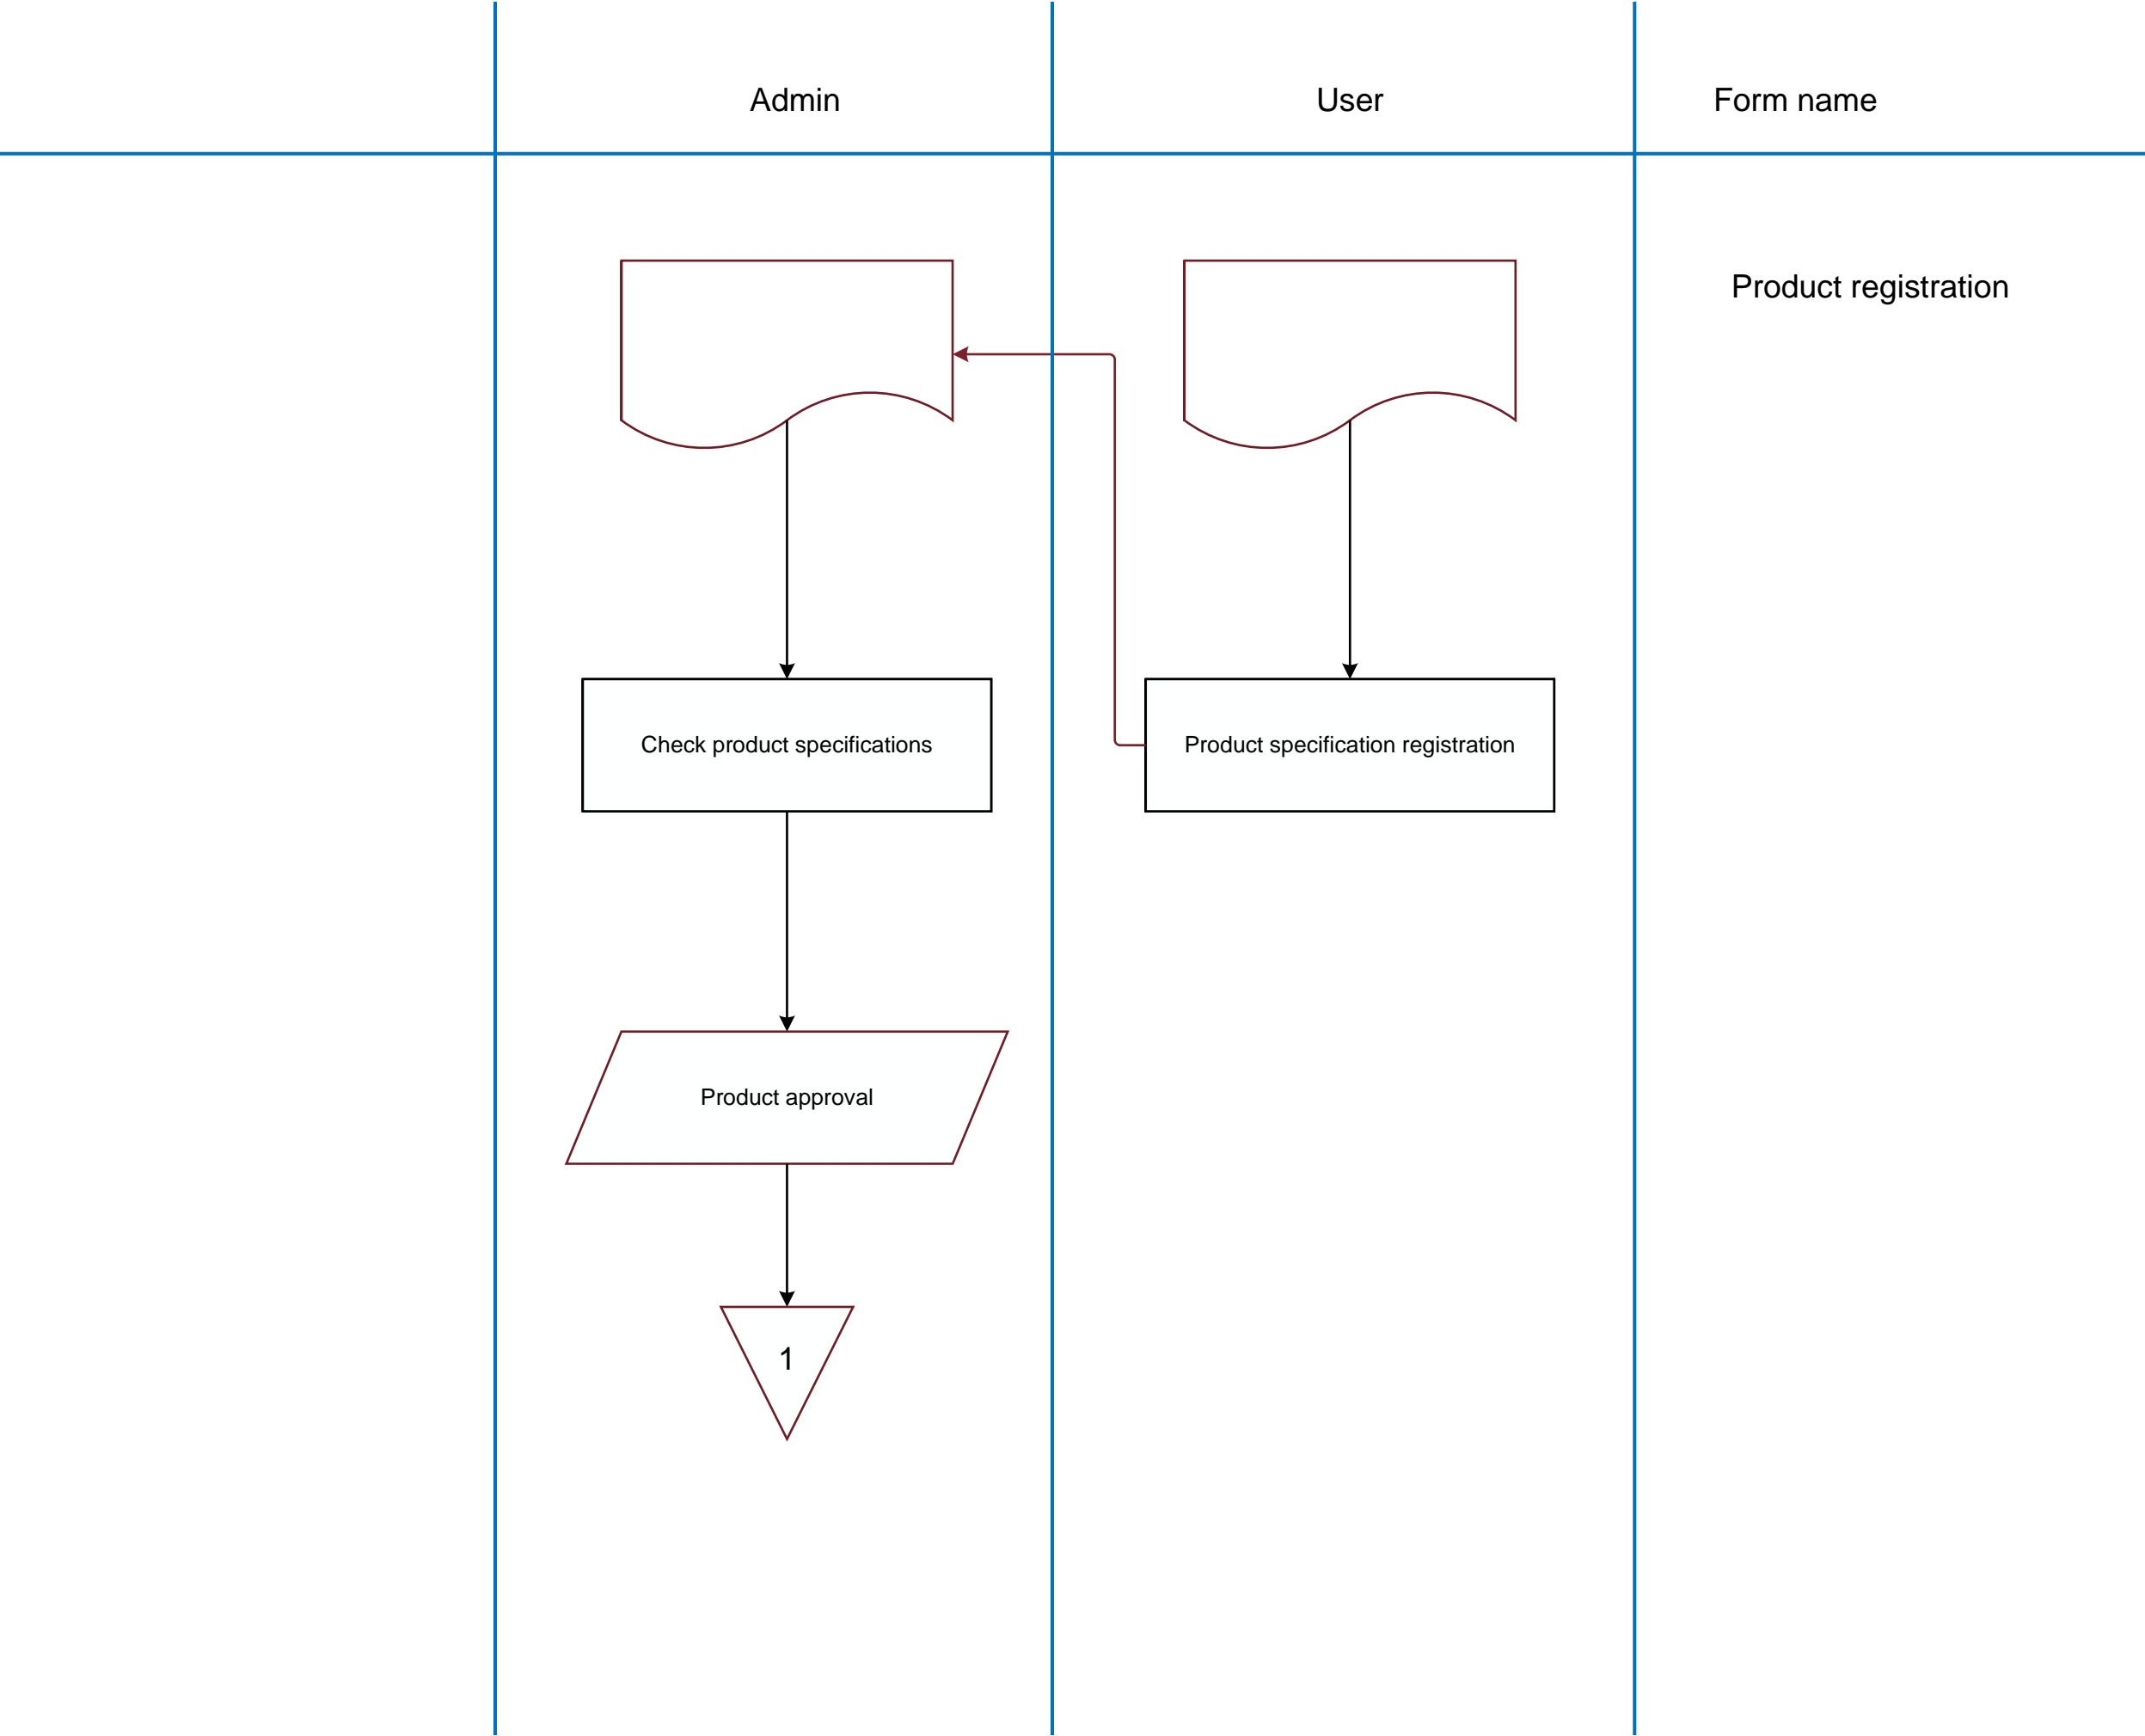 Admin
User
Form name
Product registration
Check product specifications
Product specification registration
Product approval
1